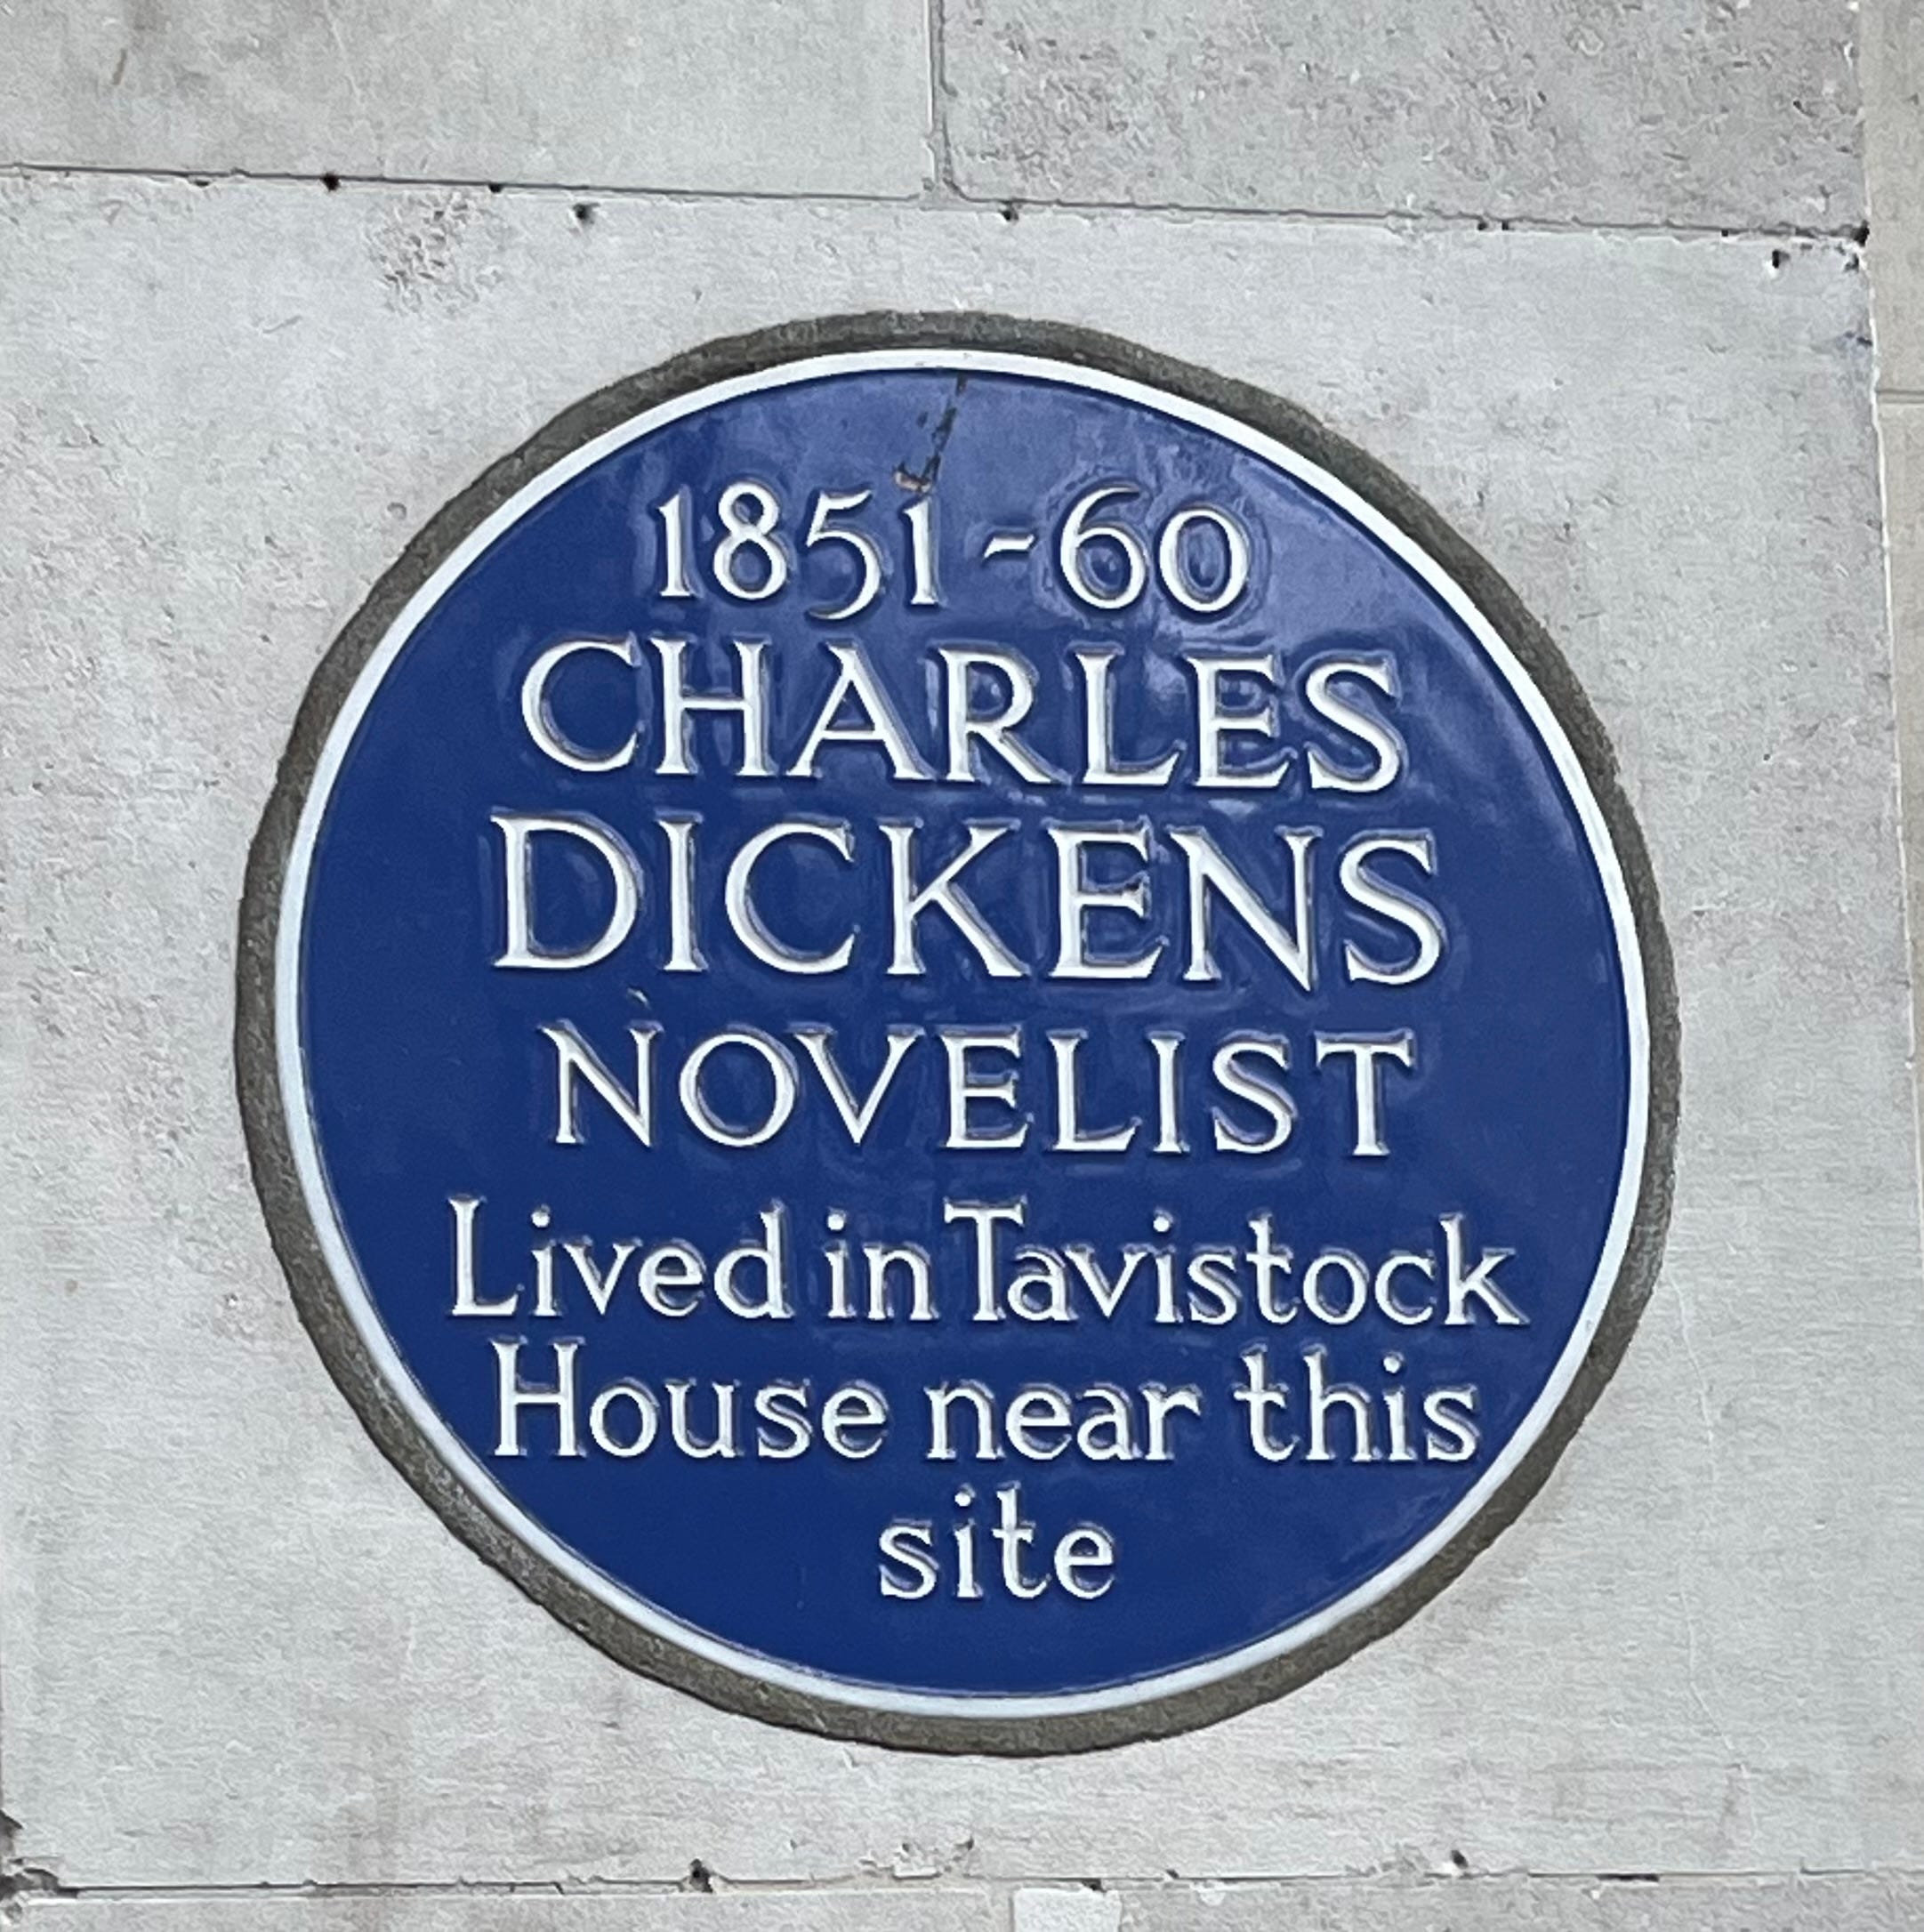 1851-60
CHARLES
DICKENS
NOVELIST
Lived in Tavistock
House near this
site